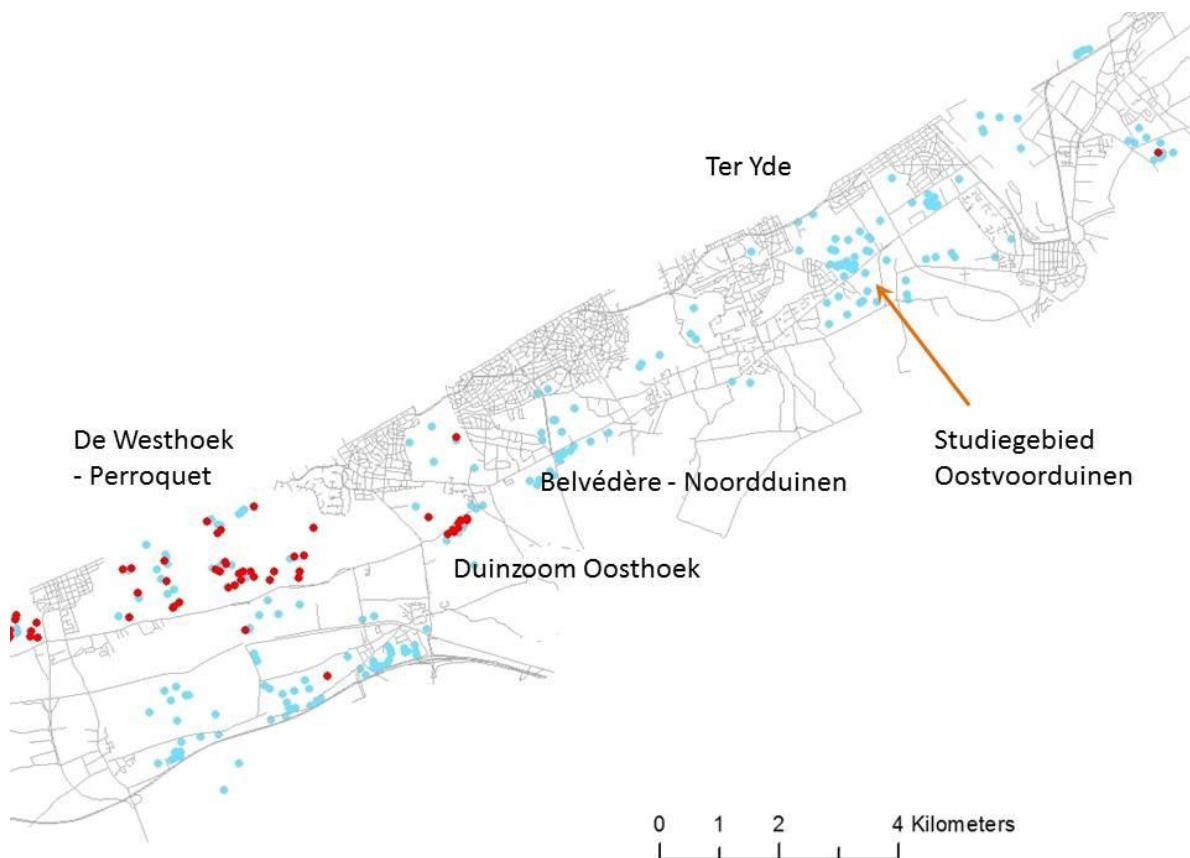 Ter Yde
De Westhoek
- Perroquet
Studiegebied
Oostvoorduinen
Belvédère - Noordduinen
Duinzoom Oosthoek
0 1 2 4 Kilometers